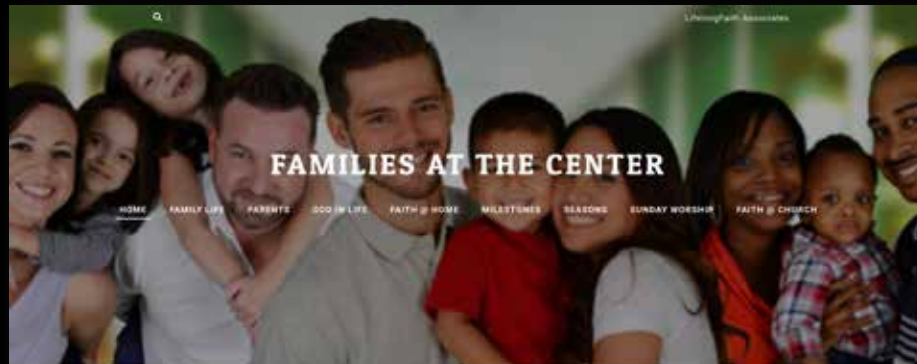 LifelongFaith Associates
FAMILIES AT THE CENTER
HOME FAMILY LIFE PARENTS GOD IN LIFE FAITH @ HOME MILESTONES SEASONS SUNDAY WORSHIP FAITH @ CHURCH